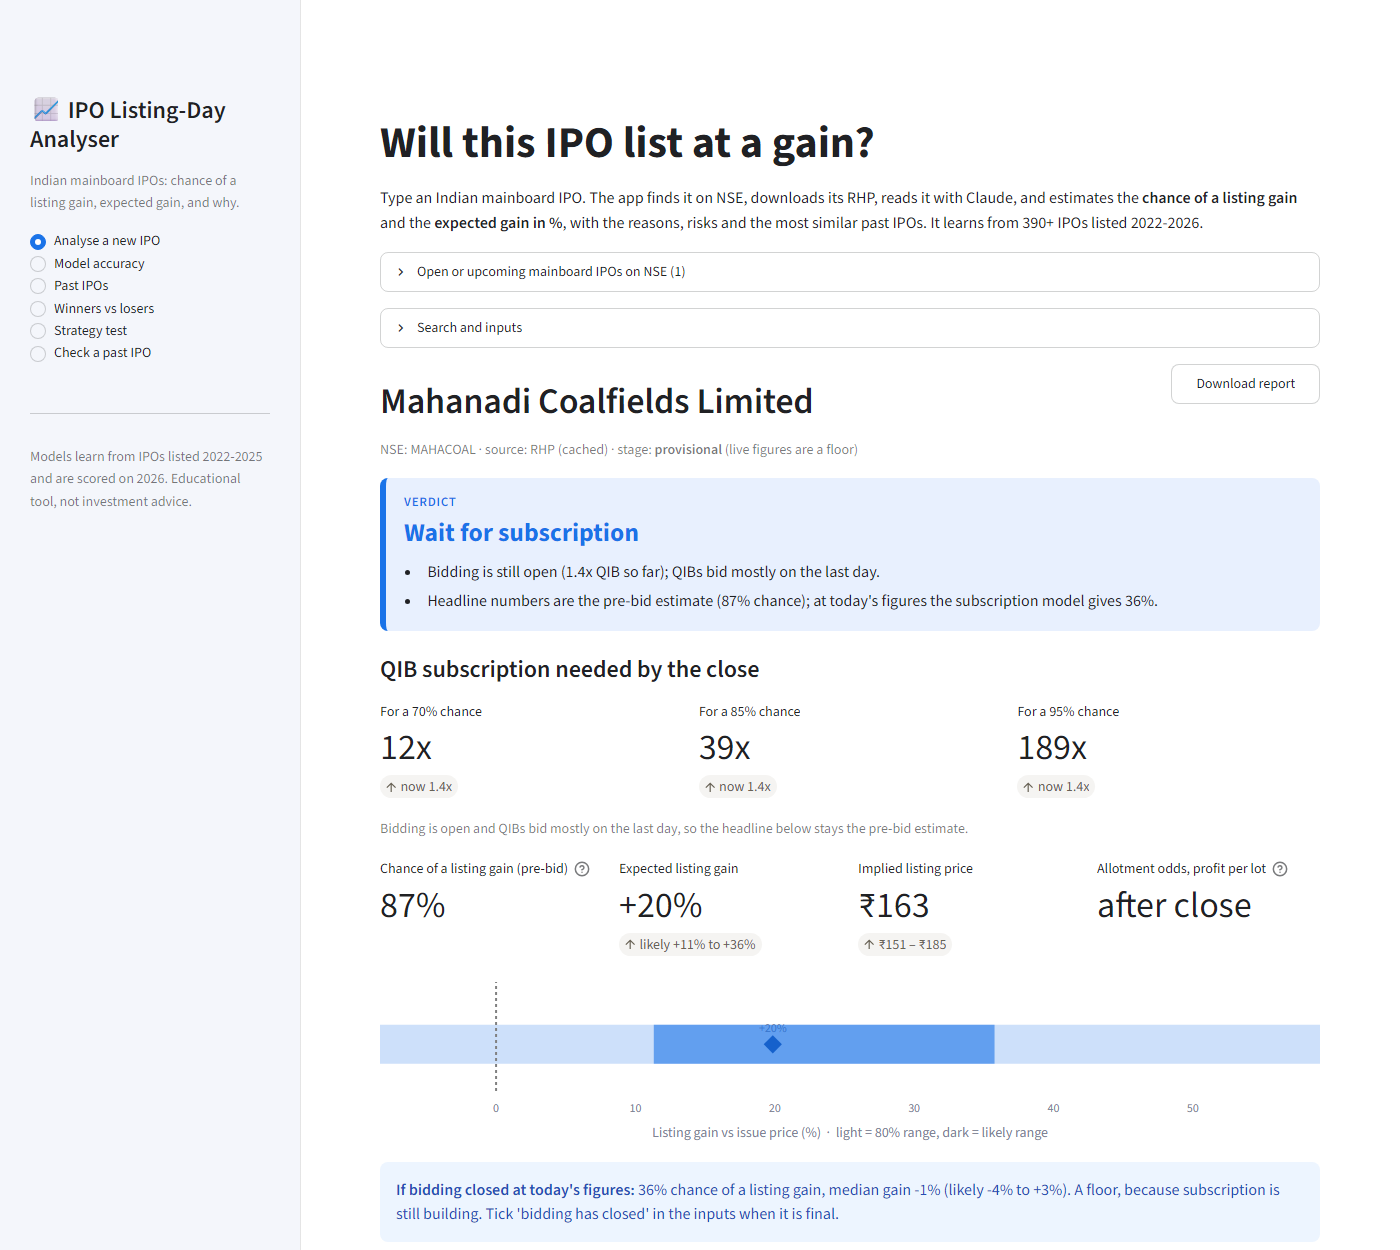 📈 IPO Listing-Day
Analyser
Indian mainboard IPOs: chance of a
listing gain, expected gain, and why.
Analyse a new IPO
Model accuracy
Past IPOs
Winners vs losers
Strategy test
Check a past IPO
Models learn from IPOs listed 2022-2025
and are scored on 2026. Educational
tool, not investment advice.
Will this IPO list at a gain?
Type an Indian mainboard IPO. The app finds it on NSE, downloads its RHP, reads it with Claude, and estimates the chance of a listing gain
and the expected gain in %, with the reasons, risks and the most similar past IPOs. It learns from 390+ IPOs listed 2022-2026.
Open or upcoming mainboard IPOs on NSE (1)
Search and inputs
Download report
Mahanadi Coalfields Limited
NSE: MAHACOAL · source: RHP (cached) · stage: provisional (live figures are a floor)
VERDICT
Wait for subscription
• Bidding is still open (1.4x QIB so far); QIBs bid mostly on the last day.
• Headline numbers are the pre-bid estimate (87% chance); at today's figures the subscription model gives 36%.
QIB subscription needed by the close
For a 70% chance For a 85% chance For a 95% chance
12x 39x 189x
↑ now 1.4x ↑ now 1.4x ↑ now 1.4x
Bidding is open and QIBs bid mostly on the last day, so the headline below stays the pre-bid estimate.
Chance of a listing gain (pre-bid) Expected listing gain Implied listing price Allotment odds, profit per lot
87% +20% ₹163 after close
↑ likely +11% to +36% ↑ ₹151 – ₹185
+20%
0 10 20 30 40 50
Listing gain vs issue price (%) · light = 80% range, dark = likely range
If bidding closed at today's figures: 36% chance of a listing gain, median gain -1% (likely -4% to +3%). A floor, because subscription is
still building. Tick 'bidding has closed' in the inputs when it is final.